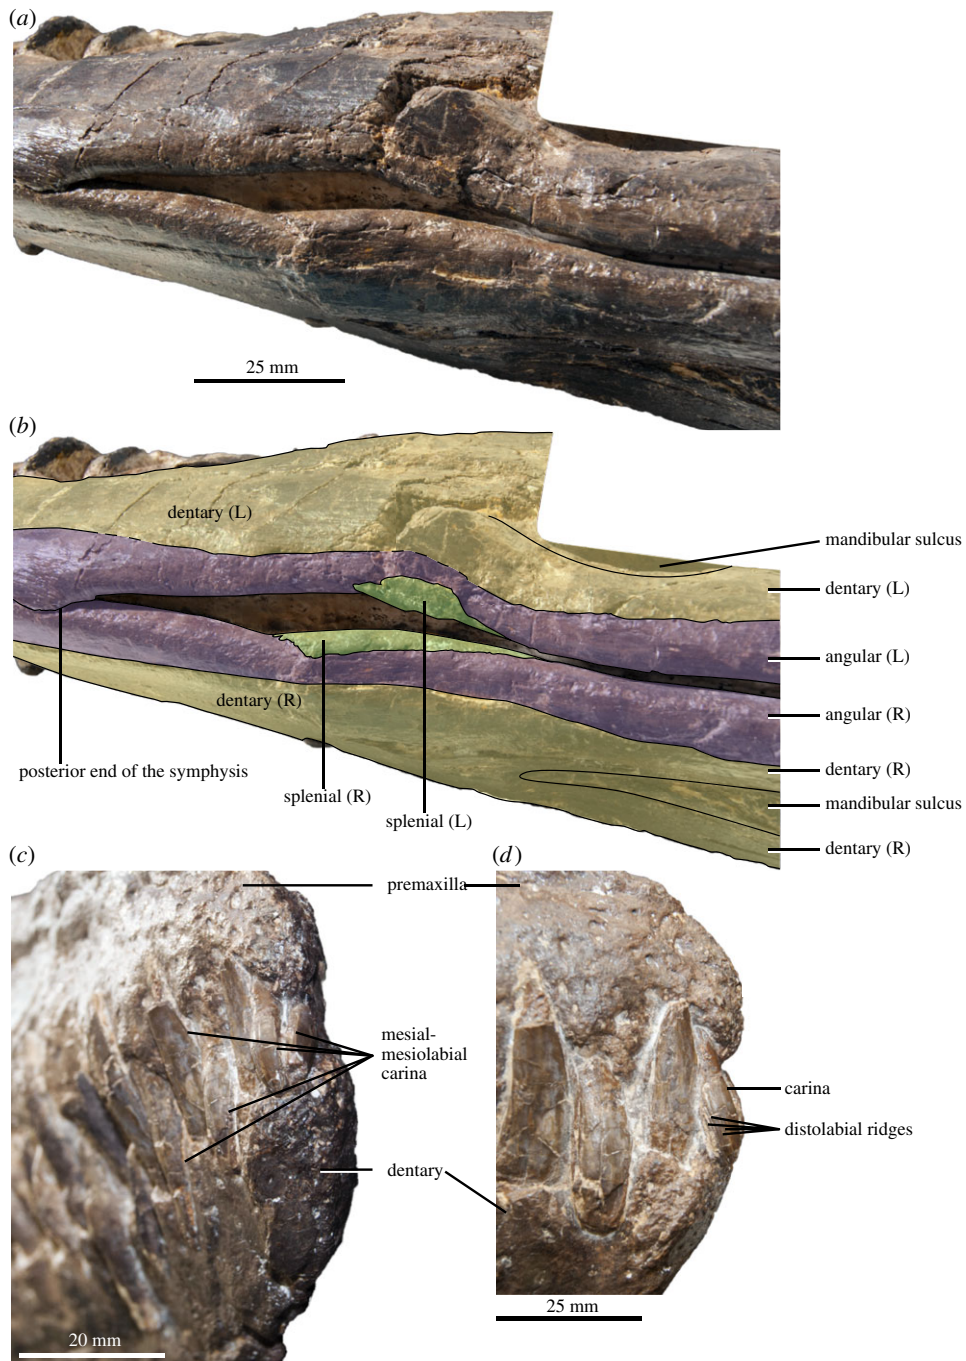 (a)
25 mm
(b)
dentary (L)
mandibular sulcus
dentary (L)
angular (L)
dentary (R)
angular (R)
posterior end of the symphysis
dentary (R)
splenial (R)
mandibular sulcus
splenial (L)
dentary (R)
(c)
(d)
premaxilla
mesial-
mesiolabial
carina
carina
distolabial ridges
dentary
25 mm
20 mm